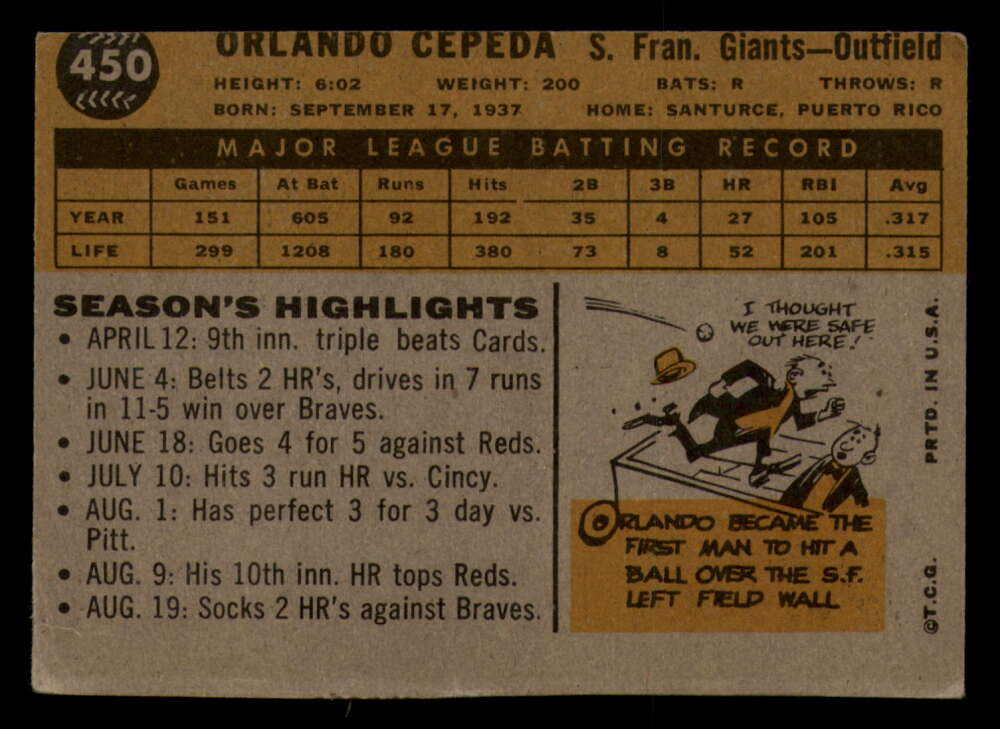 450
ORLANDO CEPEDA S. Fran. Giants—Outfield
HEIGHT: 6:02 WEIGHT: 200 BATS: R THROWS: R
BORN: SEPTEMBER 17, 1937 HOME: SANTURCE, PUERTO RICO
MAJOR LEAGUE BATTING RECORD
Games At Bat Runs Hits 2B 3B HR RBI Avg
YEAR 151 605 92 192 35 4 27 105 .317
LIFE 299 1208 180 380 73 8 52 201 .315
SEASON'S HIGHLIGHTS
• APRIL 12: 9th inn. triple beats Cards.
• JUNE 4: Belts 2 HR's, drives in 7 runs
in 11-5 win over Braves.
• JUNE 18: Goes 4 for 5 against Reds.
• JULY 10: Hits 3 run HR vs. Cincy.
• AUG. 1: Has perfect 3 for 3 day vs.
Pitt.
• AUG. 9: His 10th inn. HR tops Reds.
• AUG. 19: Socks 2 HR's against Braves.
I THOUGHT
WE WERE SAFE
OUT HERE!
ORLANDO BECAME THE
FIRST MAN TO HIT A
BALL OVER THE S.F.
LEFT FIELD WALL
©T.C.G.
PRTD. IN U.S.A.